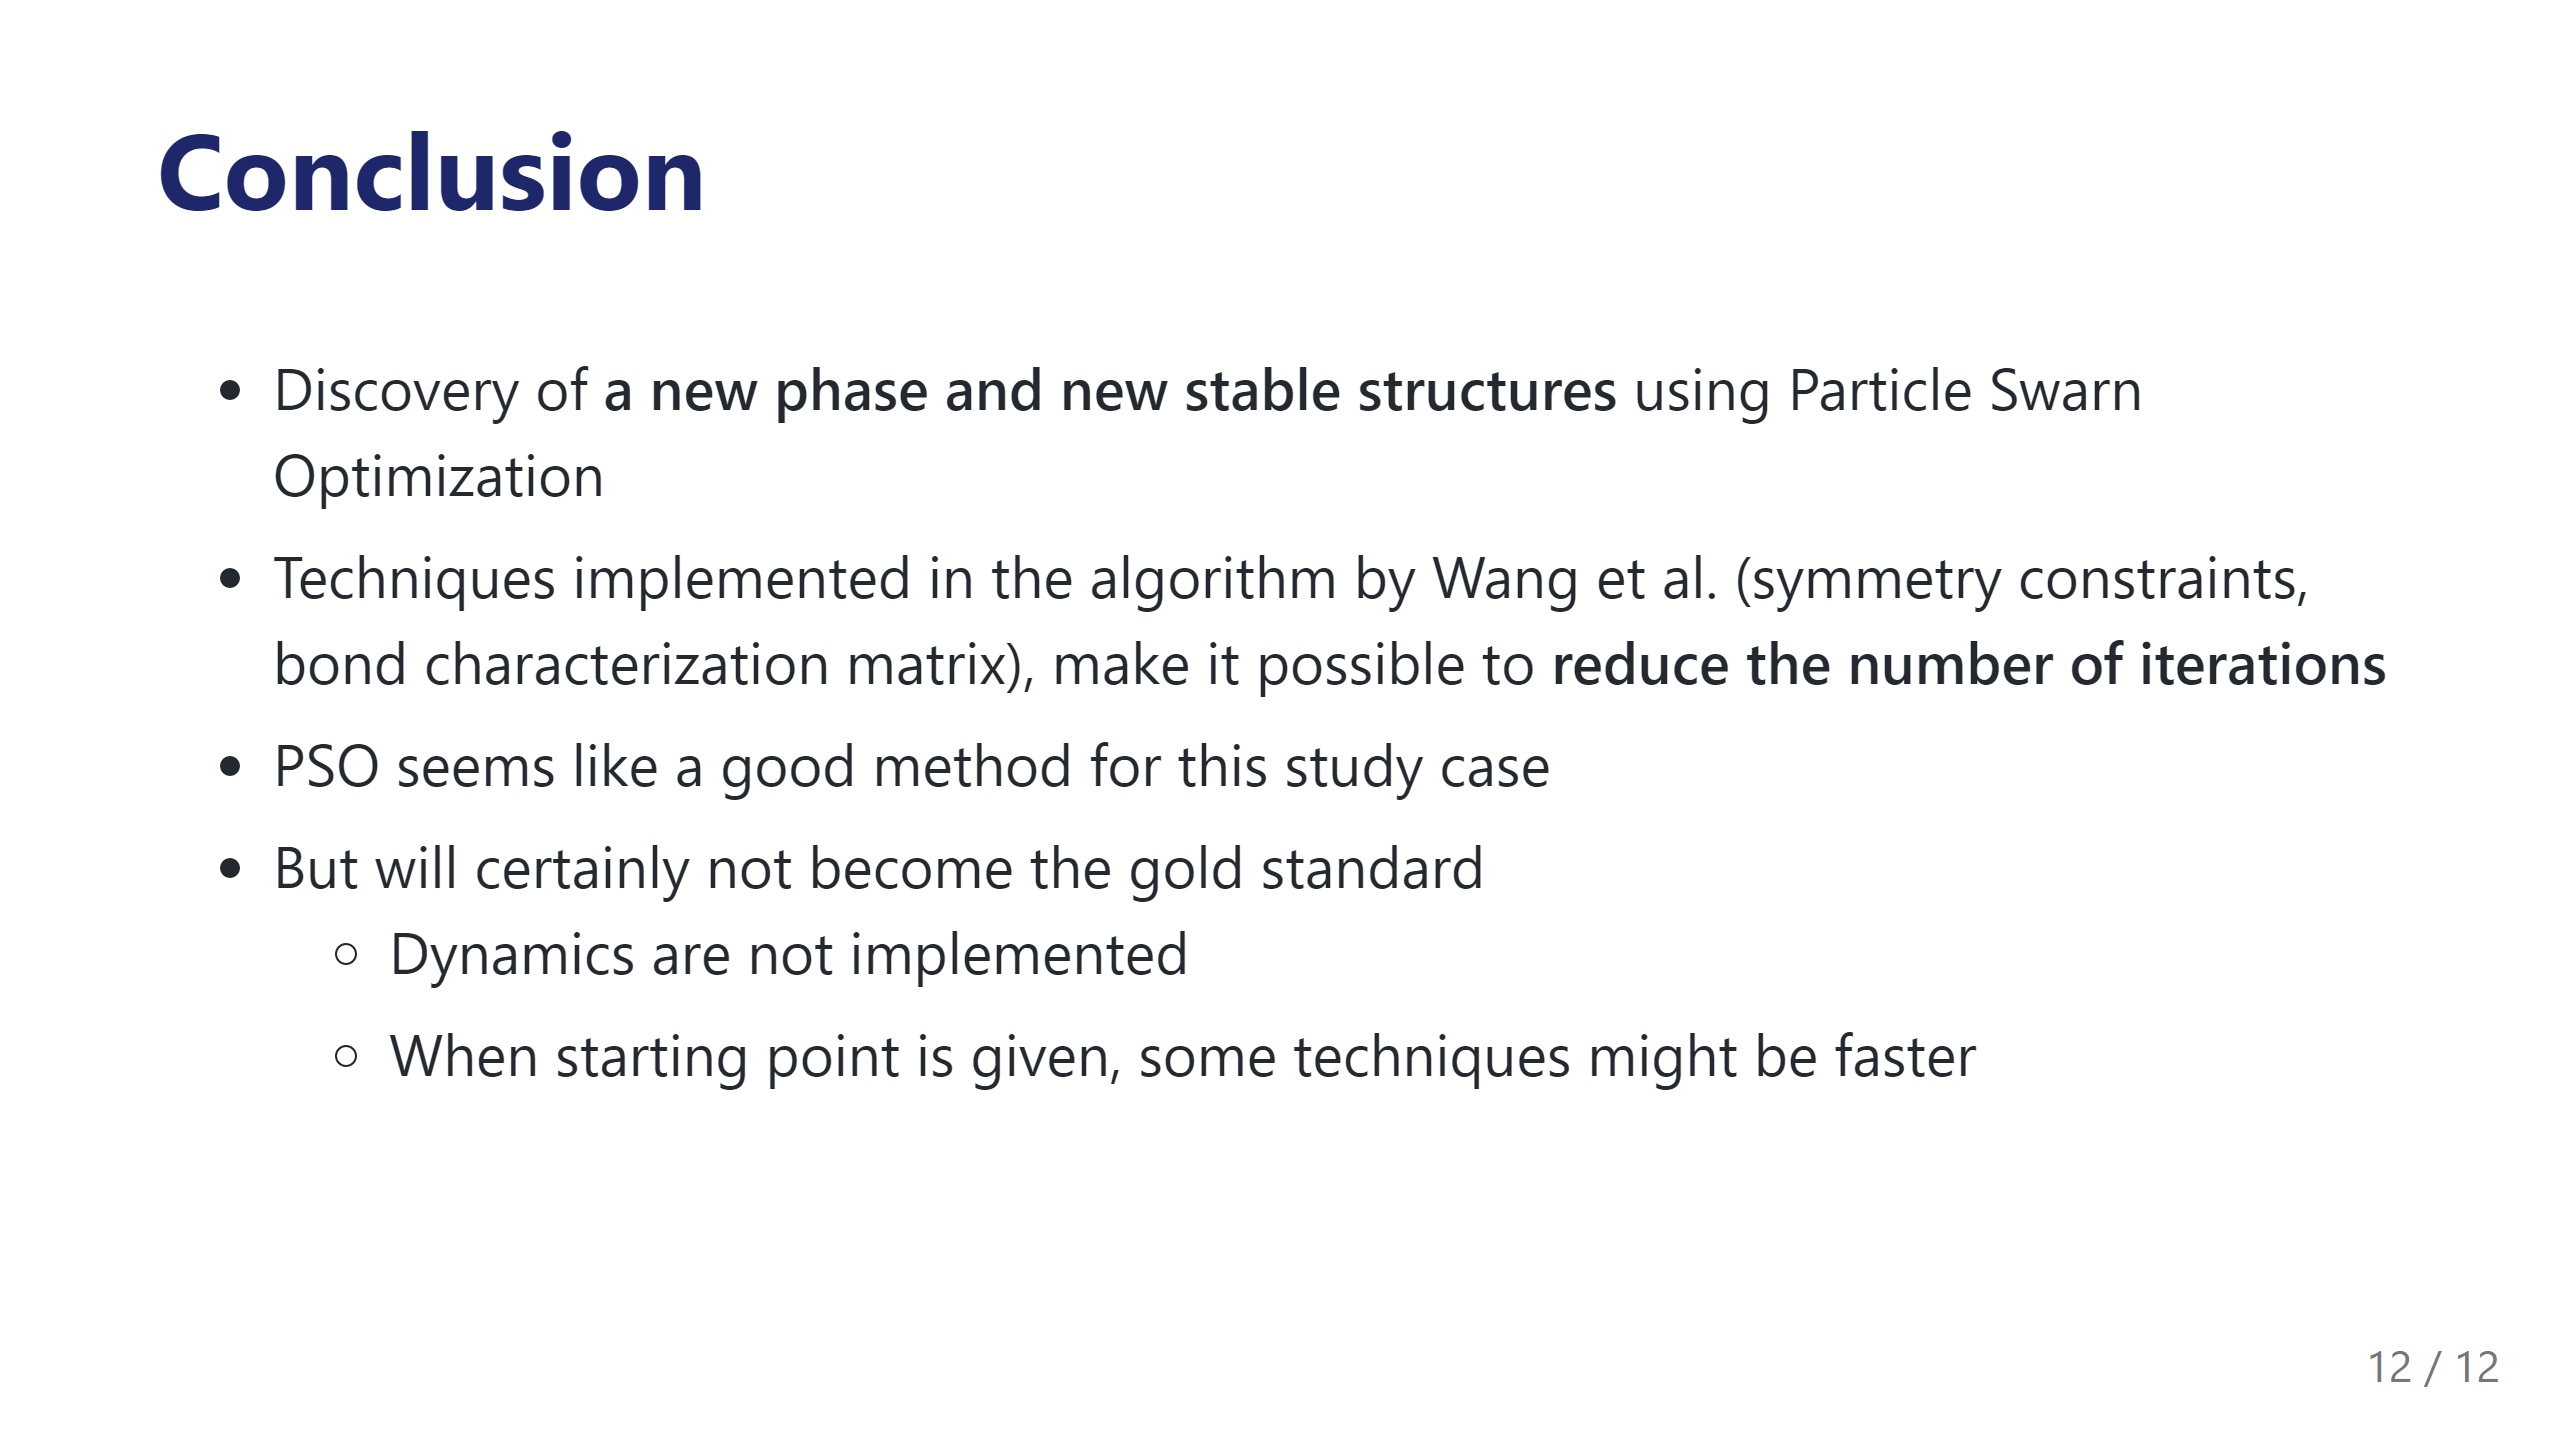 Conclusion
• Discovery of a new phase and new stable structures using Particle Swarn
Optimization
• Techniques implemented in the algorithm by Wang et al. (symmetry constraints,
bond characterization matrix), make it possible to reduce the number of iterations
• PSO seems like a good method for this study case
• But will certainly not become the gold standard
○ Dynamics are not implemented
○ When starting point is given, some techniques might be faster
12 / 12